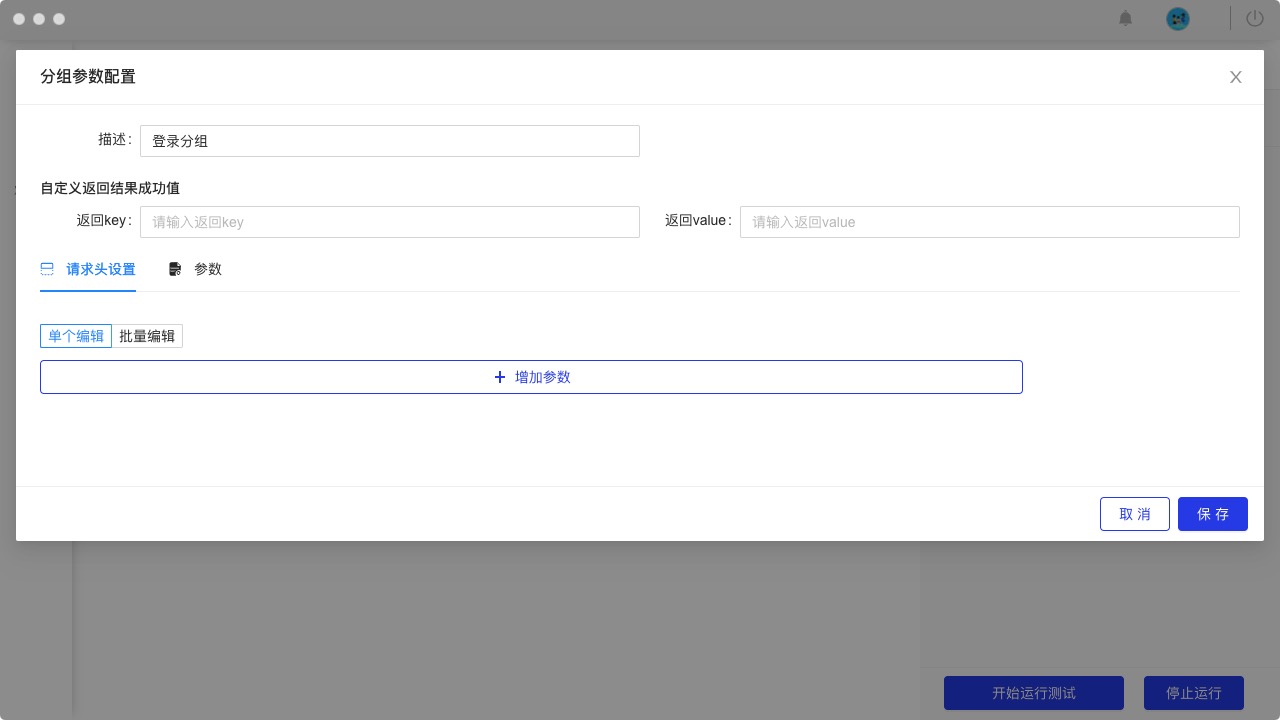 分组参数配置
描述： 登录分组
自定义返回结果成功值
返回key： 请输入返回key 返回value： 请输入返回value
请求头设置 参数
单个编辑 批量编辑
+ 增加参数
取 消 保 存
开始运行测试 停止运行